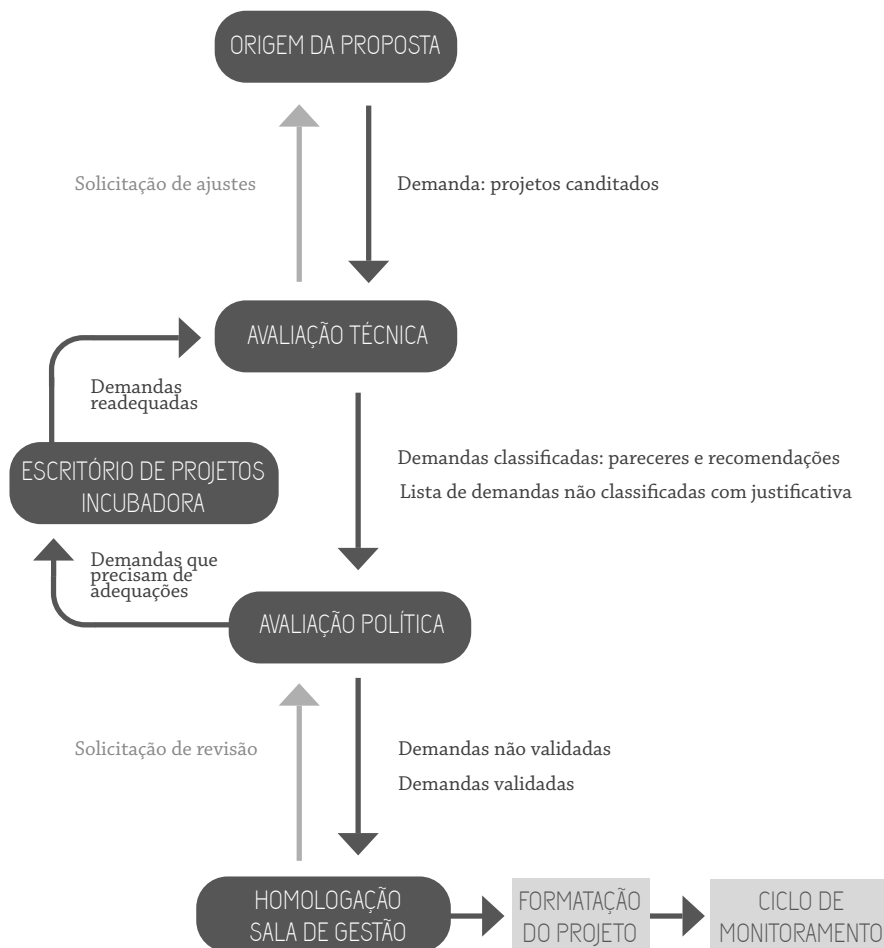 ORIGEM DA PROPOSTA
Solicitação de ajustes
Demanda: projetos canditados
AVALIAÇÃO TÉCNICA
Demandas
readequadas
ESCRITÓRIO DE PROJETOS
INCUBADORA
Demandas classificadas: pareceres e recomendações
Lista de demandas não classificadas com justificativa
Demandas que
precisam de
adequações
AVALIAÇÃO POLÍTICA
Solicitação de revisão
Demandas não validadas
Demandas validadas
HOMOLOGAÇÃO
SALA DE GESTÃO
FORMATAÇÃO
DO PROJETO
CICLO DE
MONITORAMENTO